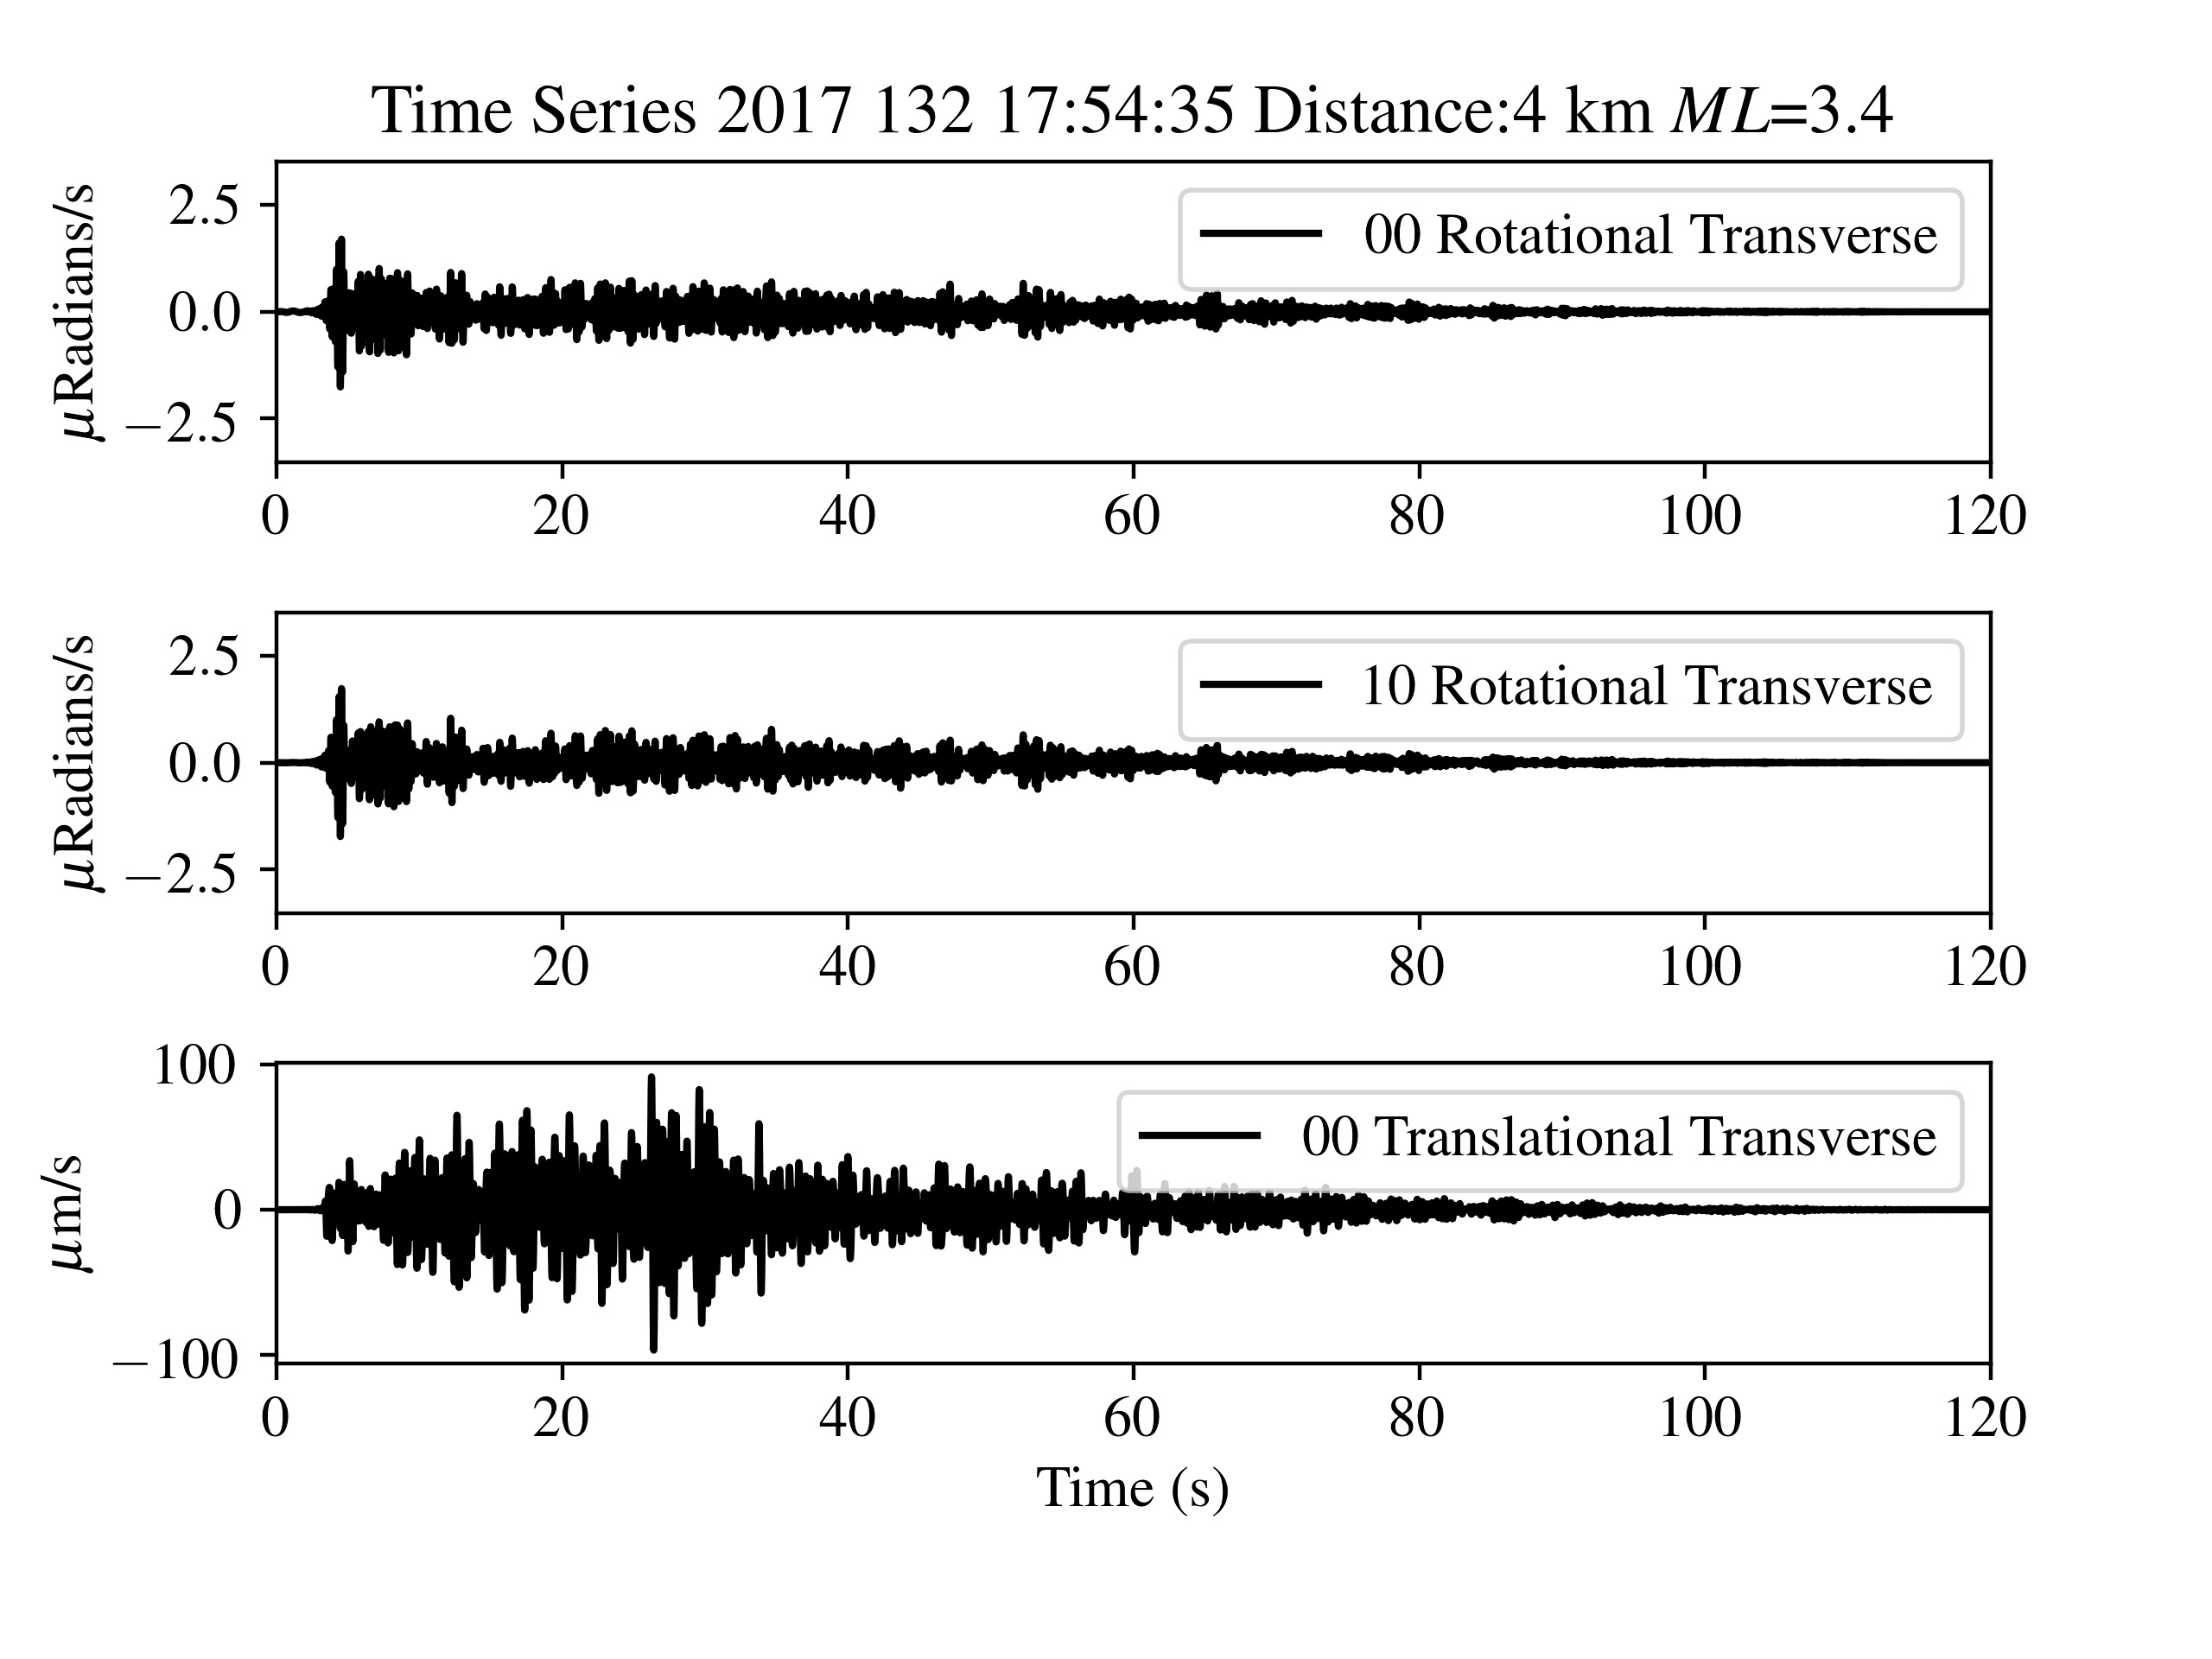 Time Series 2017 132 17:54:35 Distance:4 km ML=3.4
μRadians/s
2.5
0.0
−2.5
00 Rotational Transverse
0 20 40 60 80 100 120
μRadians/s
2.5
0.0
−2.5
10 Rotational Transverse
0 20 40 60 80 100 120
μm/s
100
0
−100
00 Translational Transverse
0 20 40 60 80 100 120
Time (s)